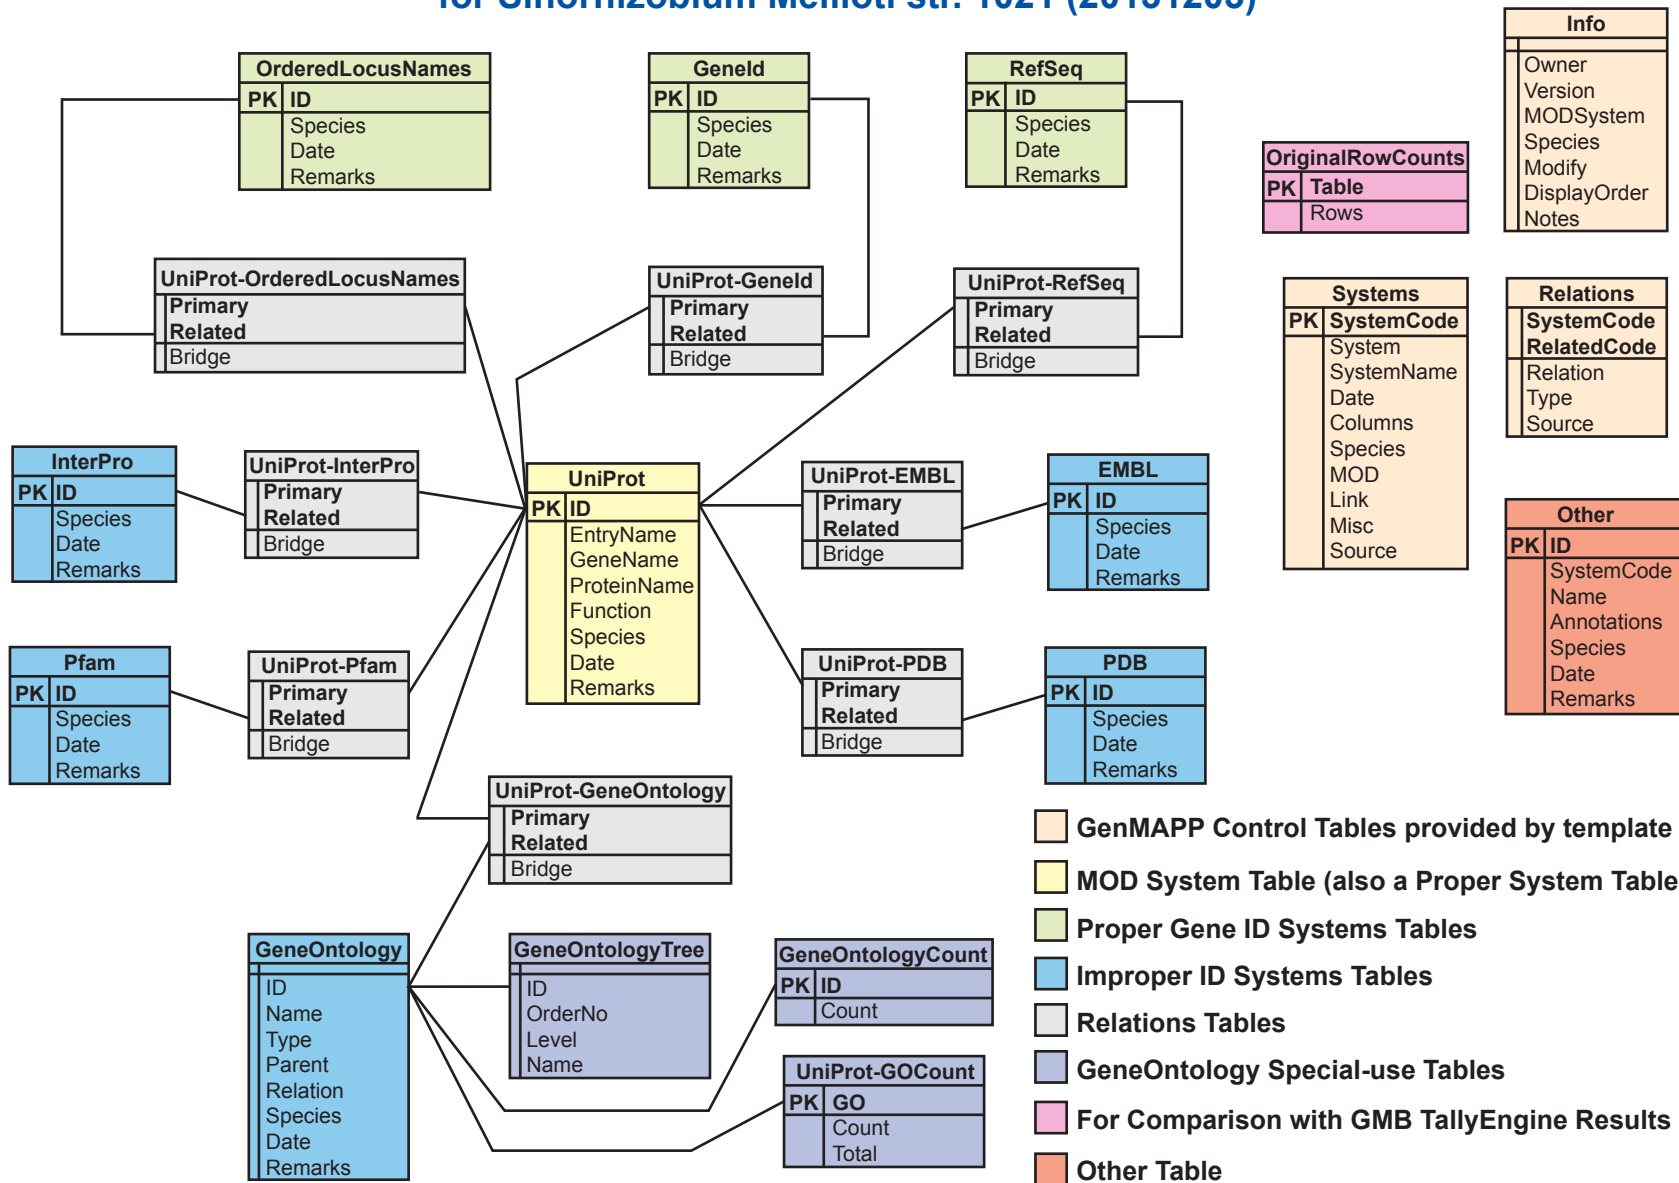 for Sinorhizobium Meliloti str. 1021 (20131203)
OrderedLocusNames
PK ID
Species
Date
Remarks
GeneId
PK ID
Species
Date
Remarks
RefSeq
PK ID
Species
Date
Remarks
Info
Owner
Version
MODSystem
Species
Modify
DisplayOrder
Notes
OriginalRowCounts
PK Table
Rows
UniProt-OrderedLocusNames
Primary
Related
Bridge
UniProt-GeneId
Primary
Related
Bridge
UniProt-RefSeq
Primary
Related
Bridge
Systems
PK SystemCode
System
SystemName
Date
Columns
Species
MOD
Link
Misc
Source
Relations
SystemCode
RelatedCode
Relation
Type
Source
InterPro
PK ID
Species
Date
Remarks
UniProt-InterPro
Primary
Related
Bridge
UniProt
PK ID
EntryName
GeneName
ProteinName
Function
Species
Date
Remarks
UniProt-EMBL
Primary
Related
Bridge
EMBL
PK ID
Species
Date
Remarks
Other
PK ID
SystemCode
Name
Annotations
Species
Date
Remarks
Pfam
PK ID
Species
Date
Remarks
UniProt-Pfam
Primary
Related
Bridge
UniProt-PDB
Primary
Related
Bridge
PDB
PK ID
Species
Date
Remarks
UniProt-GeneOntology
Primary
Related
Bridge
GeneOntology
ID
Name
Type
Parent
Relation
Species
Date
Remarks
GeneOntologyTree
ID
OrderNo
Level
Name
GeneOntologyCount
PK ID
Count
UniProt-GOCount
PK GO
Count
Total
GenMAPP Control Tables provided by template
MOD System Table (also a Proper System Table
Proper Gene ID Systems Tables
Improper ID Systems Tables
Relations Tables
GeneOntology Special-use Tables
For Comparison with GMB TallyEngine Results
Other Table